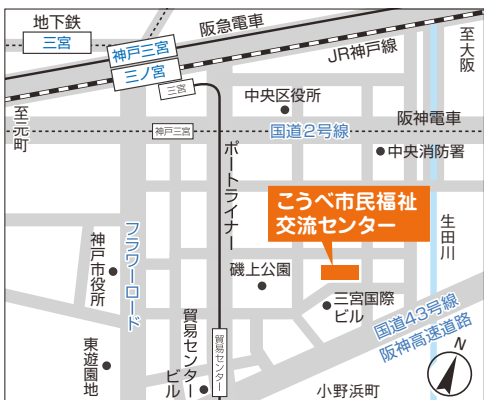 地下鉄
三宮
阪急電車
神戸三宮
三ノ宮
三宮
JR神戸線
至大阪
至元町
中央区役所
阪神電車
神戸三宮
国道2号線
中央消防署
ポートライナー
こうべ市民福祉
交流センター
生田川
フラワーロード
神戸市役所
磯上公園
三宮国際
ビル
国道43号線
阪神高速道路
貿易センター
ビル
貿易センター
東遊園地
小野浜町
N